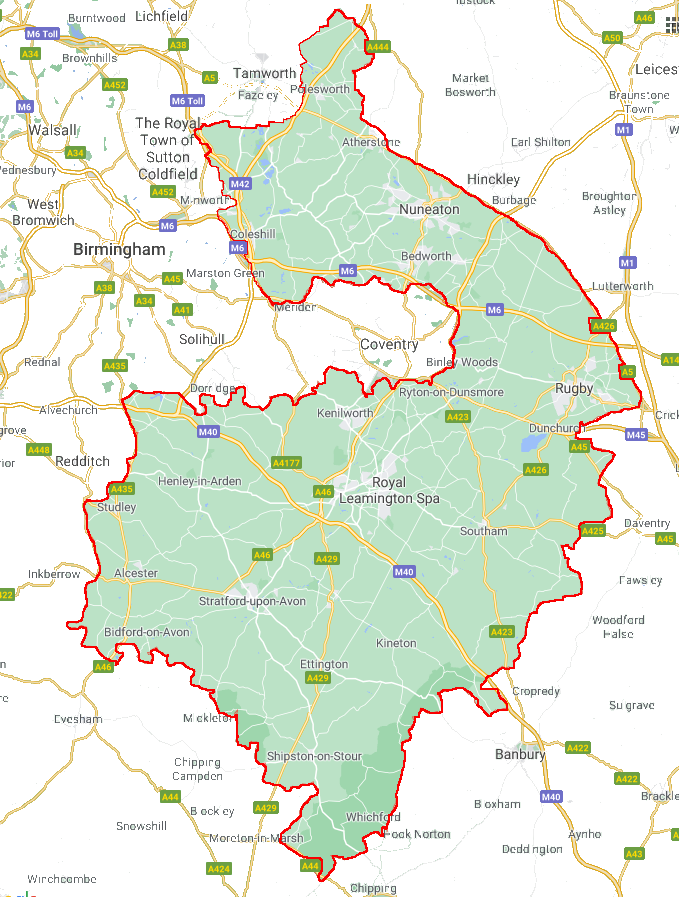 Burntwood
Lichfield
A46
M6 Toll
A38
A444
A50
A34
Brownhills
A5
Tamworth
Leices
A452
M6 Toll
Fazeley
Polesworth
Market
Bosworth
Braunstone
Town
M6
Walsall
The Royal
Town of
Sutton
Coldfield
Atherstone
Earl Shilton
M1
A34
Wednesbury
A452
M42
Hinckley
Minworth
Nuneaton
Burbage
Broughton
Astley
West
Bromwich
M6
Coleshill
Birmingham
M6
Bedworth
M1
Marston Green
M6
A45
A38
A34
A41
Meriden
M6
Lutterworth
A426
Solihull
Coventry
Rednal
A435
Binley Woods
A14
A5
Dorridge
Ryton-on-Dunsmore
Rugby
Alvechurch
Kenilworth
A423
Crick
grove
M40
Dunchurch
M45
A448
A45
Redditch
A4177
A426
Henley-in-Arden
Royal
Leamington Spa
A435
A46
Studley
Southam
Daventry
A425
A45
A46
A429
Inkberrow
Alcester
M40
Fawsley
A422
Stratford-upon-Avon
Woodford
Halse
Bidford-on-Avon
A423
Kineton
A46
Ettington
A429
Cropredy
Sulgrave
Evesham
Mickleton
Shipston-on-Stour
Banbury
A422
Chipping
Campden
A422
A44
M40
Brackle
Blockley
A429
Bloxham
Whichford
Snowshill
Moreton-in-Marsh
Hook Norton
Aynho
Deddington
A43
A424
A44
Winchcombe
Chipping